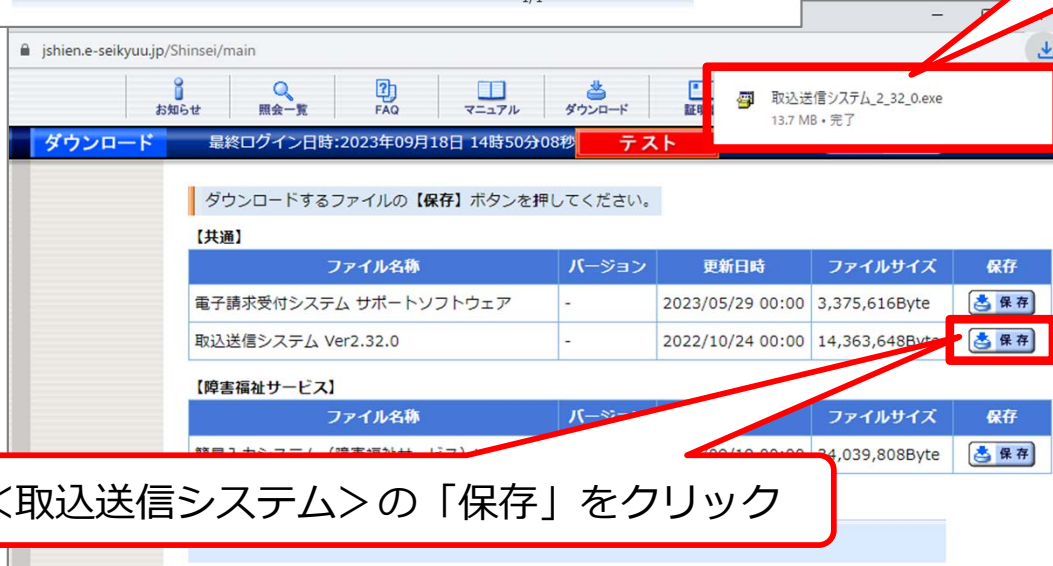 1/1
jshien.e-seikyuu.jp/Shinsei/main
お知らせ 照会一覧 FAQ マニュアル ダウンロード
取込送信システム_2_32_0.exe
13.7 MB • 完了
ダウンロード 最終ログイン日時:2023年09月18日 14時50分08秒 テスト
ダウンロードするファイルの【保存】ボタンを押してください。
【共通】
ファイル名称 バージョン 更新日時 ファイルサイズ 保存
電子請求受付システム サポートソフトウェア - 2023/05/29 00:00 3,375,616Byte 保存
取込送信システム Ver2.32.0 - 2022/10/24 00:00 14,363,648Byte 保存
【障害福祉サービス】
ファイル名称 バージョン ファイルサイズ 保存
34,039,808Byte 保存
<取込送信システム>の「保存」をクリック